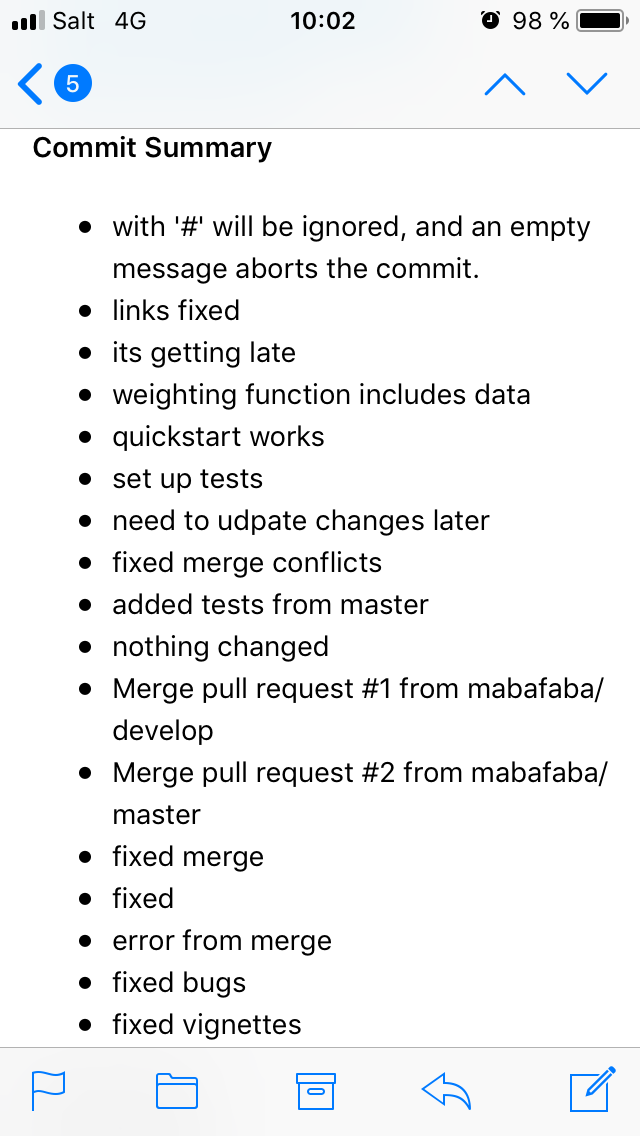 Salt 4G 10:02 98 %
5
Commit Summary
with '#' will be ignored, and an empty
message aborts the commit.
links fixed
its getting late
weighting function includes data
quickstart works
set up tests
need to udpate changes later
fixed merge conflicts
added tests from master
nothing changed
Merge pull request #1 from mabafaba/
develop
Merge pull request #2 from mabafaba/
master
fixed merge
fixed
error from merge
fixed bugs
fixed vignettes